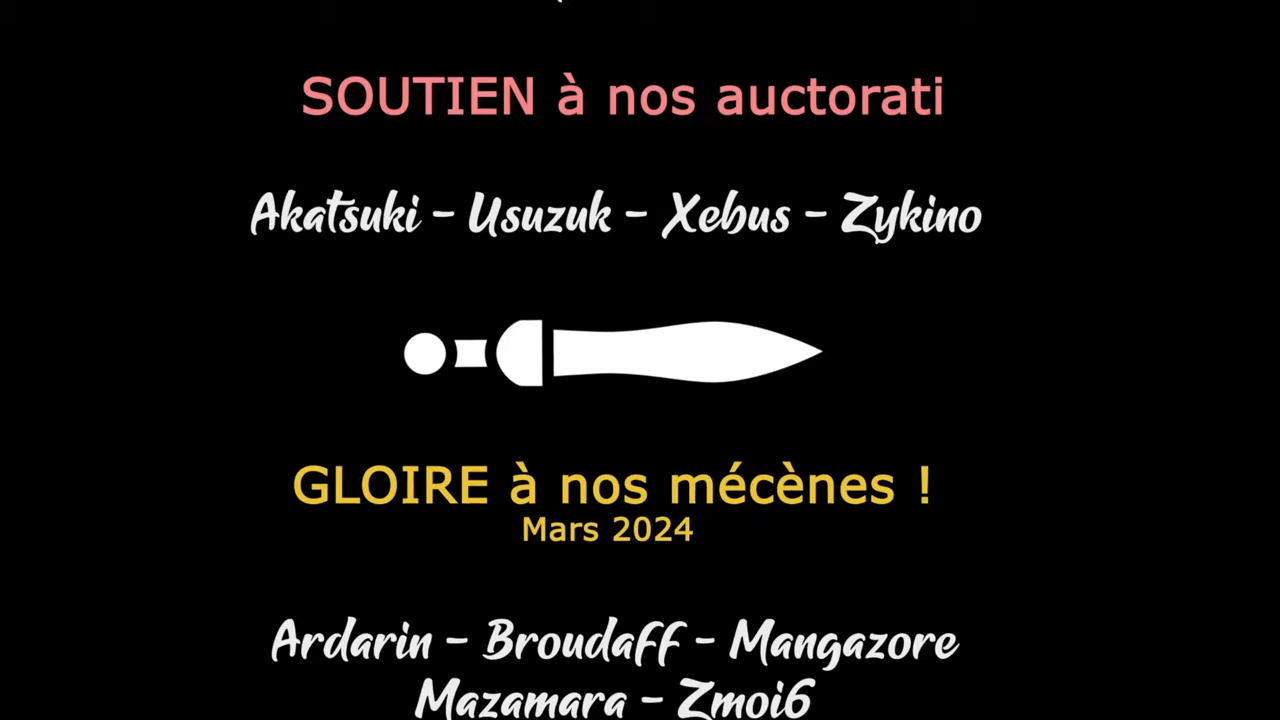 SOUTIEN à nos auctorati
Akatsuki - Usuzuk - Xebus - Zykino
GLOIRE à nos mécènes !
Mars 2024
Ardarin - Broudaff - Mangazore
Mazamara - Zmoi6